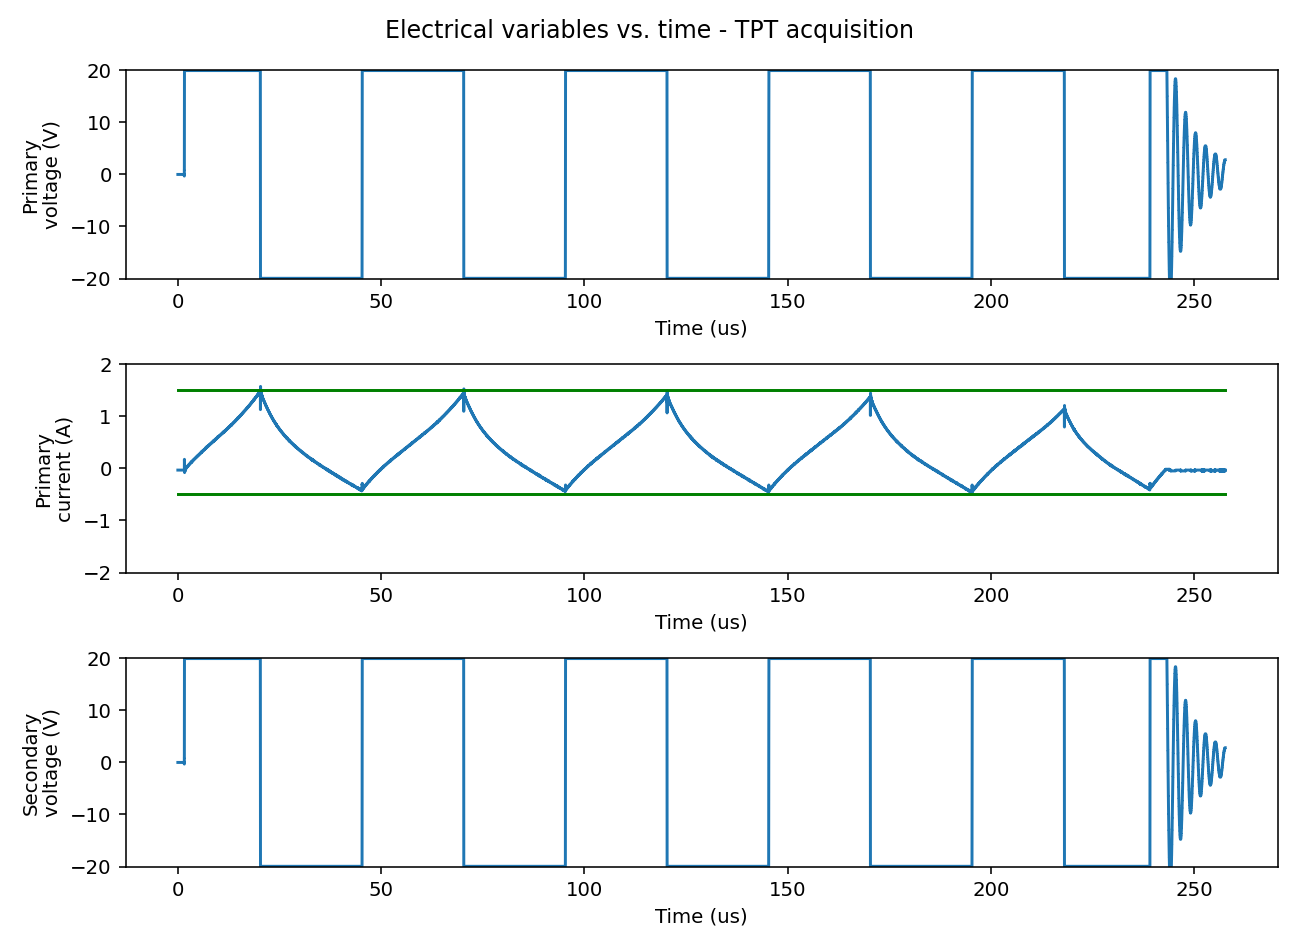 Electrical variables vs. time - TPT acquisition
20
10
0
−10
−20
Primary
voltage (V)
0 50 100 150 200 250
Time (us)
2
1
0
−1
−2
Primary
current (A)
0 50 100 150 200 250
Time (us)
20
10
0
−10
−20
Secondary
voltage (V)
0 50 100 150 200 250
Time (us)